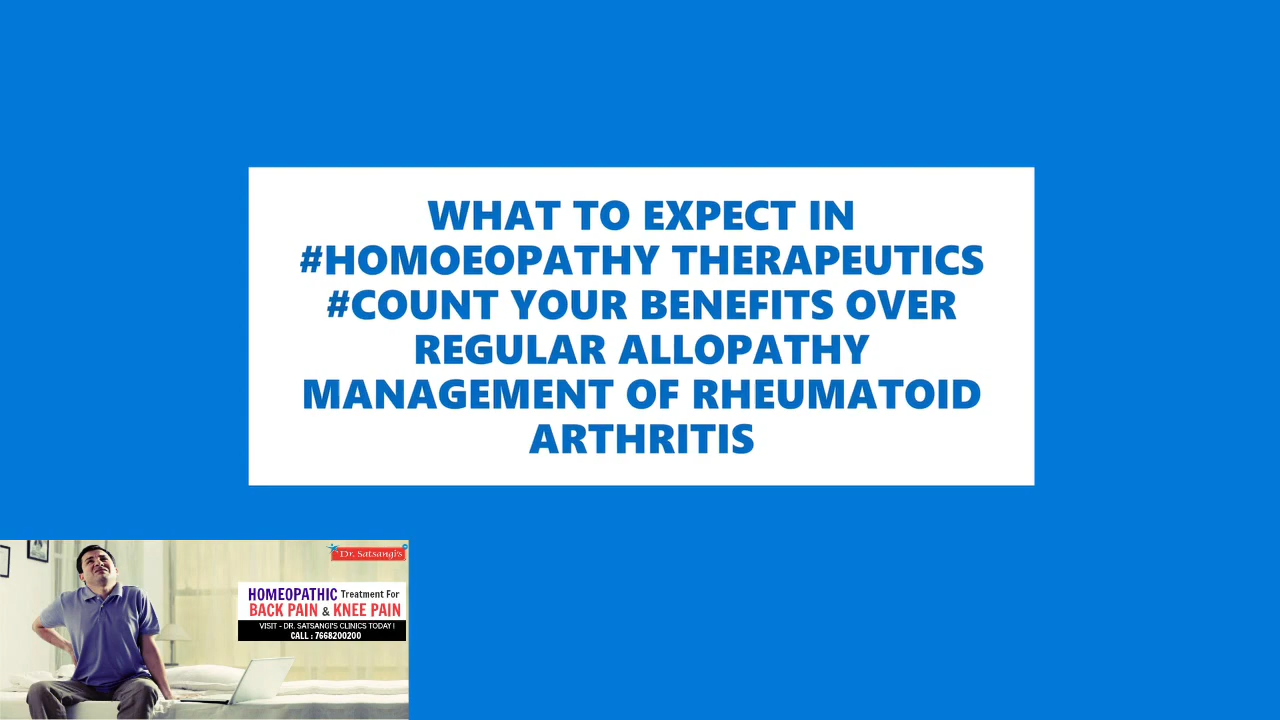 WHAT TO EXPECT IN
#HOMOEOPATHY THERAPEUTICS
#COUNT YOUR BENEFITS OVER
REGULAR ALLOPATHY
MANAGEMENT OF RHEUMATOID
ARTHRITIS
Dr. Satsangi's
HOMEOPATHIC Treatment For
BACK PAIN & KNEE PAIN
VISIT - DR. SATSANGI'S CLINICS TODAY !
CALL : 7668200200